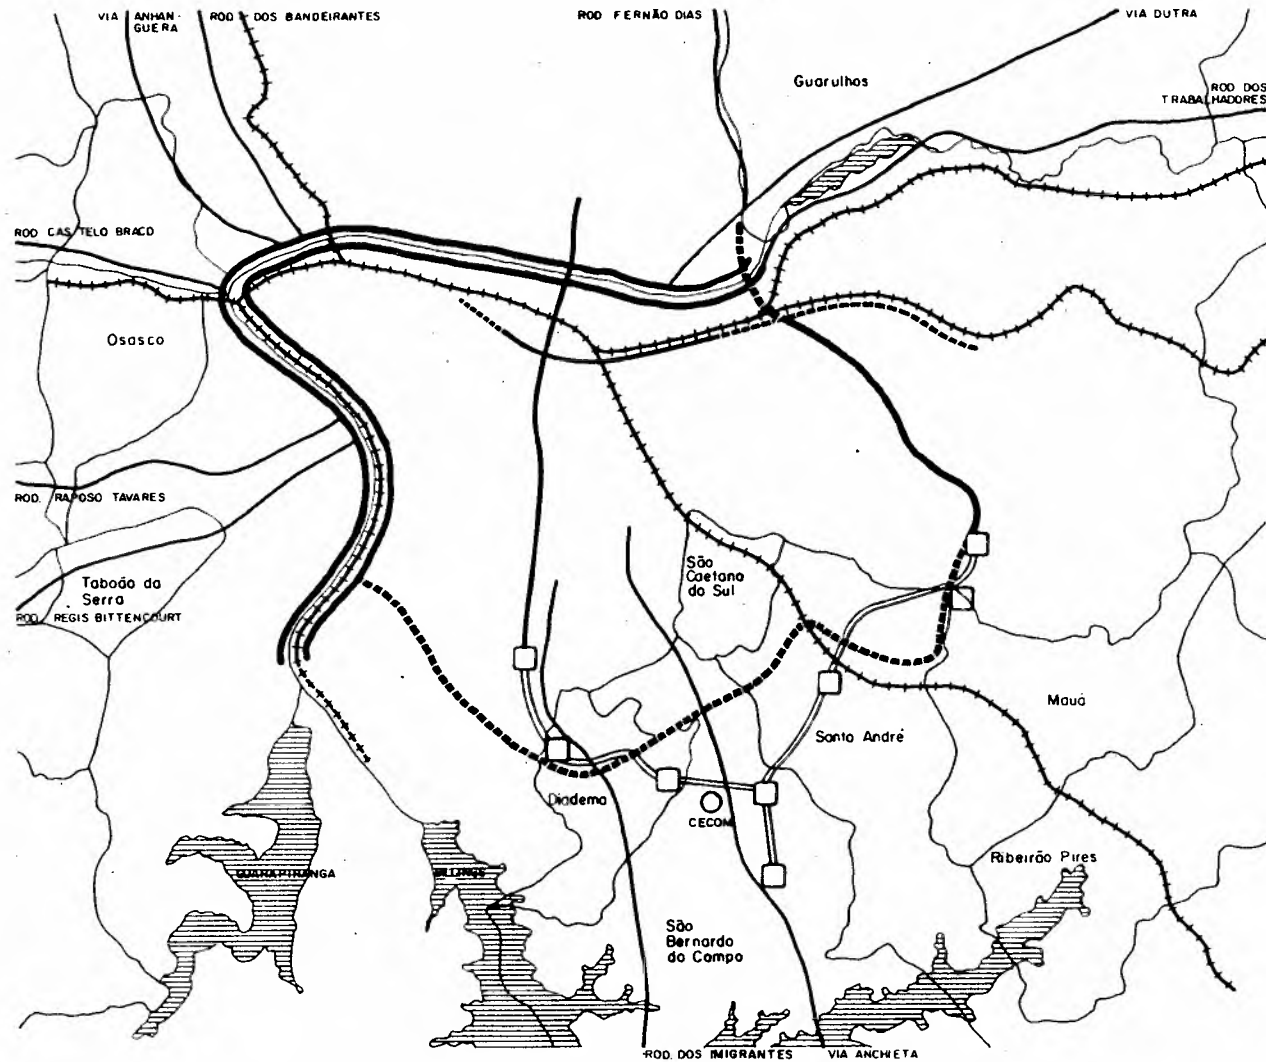 VIA ANHAN-
GUERA
ROD DOS BANDEIRANTES
ROD FERNÃO DIAS
VIA DUTRA
Guarulhos
ROD DOS
TRABALHADORES
ROD CASTELO BRACO
Osasco
ROD. RAPOSO TAVARES
São
Caetano
do Sul
Taboão da
Serra
ROD. RÉGIS BITTENCOURT
Mauá
Santo André
Diadema
CECOM
Ribeirão Pires
GUARAPIRANGA
BILLINGS
São
Bernardo
do Campo
ROD. DOS IMIGRANTES
VIA ANCHIETA